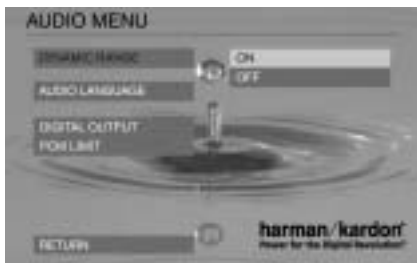 AUDIO MENU
DYNAMIC RANGE
ON
OFF
AUDIO LANGUAGE
DIGITAL OUTPUT
PCM LIMIT
RETURN
harman/kardon®
Power for the Digital Revolution®